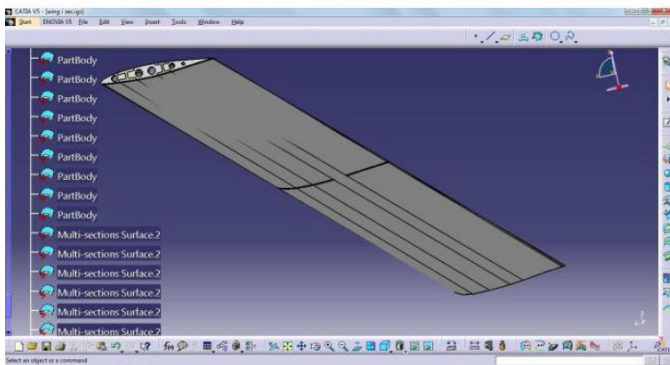 CATIA V5 - [wing i sec.igs]
Start ENOVIA V5 File Edit View Insert Tools Window Help
PartBody
PartBody
PartBody
PartBody
PartBody
PartBody
PartBody
PartBody
PartBody
Multi-sections Surface.2
Multi-sections Surface.2
Multi-sections Surface.2
Multi-sections Surface.2
Multi-sections Surface.2
Multi-sections Surface.2
Select an object or a command